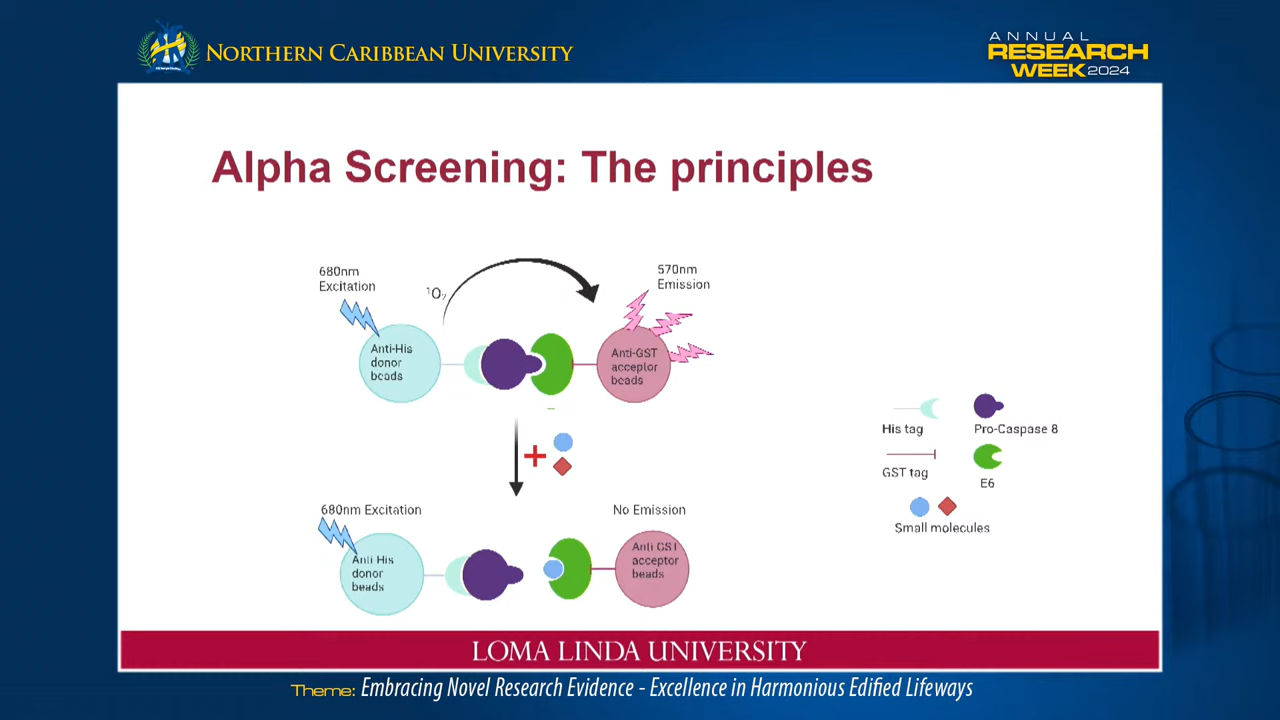 NORTHERN CARIBBEAN UNIVERSITY
ANNUAL
RESEARCH
WEEK 2024
Alpha Screening: The principles
680nm
Excitation
¹O₂
570nm
Emission
Anti-His
donor
beads
Anti-GST
acceptor
beads
+
680nm Excitation
No Emission
Anti His
donor
beads
Anti GST
acceptor
beads
His tag
Pro-Caspase 8
GST tag
E6
Small molecules
LOMA LINDA UNIVERSITY
Theme: Embracing Novel Research Evidence - Excellence in Harmonious Edified Lifeways